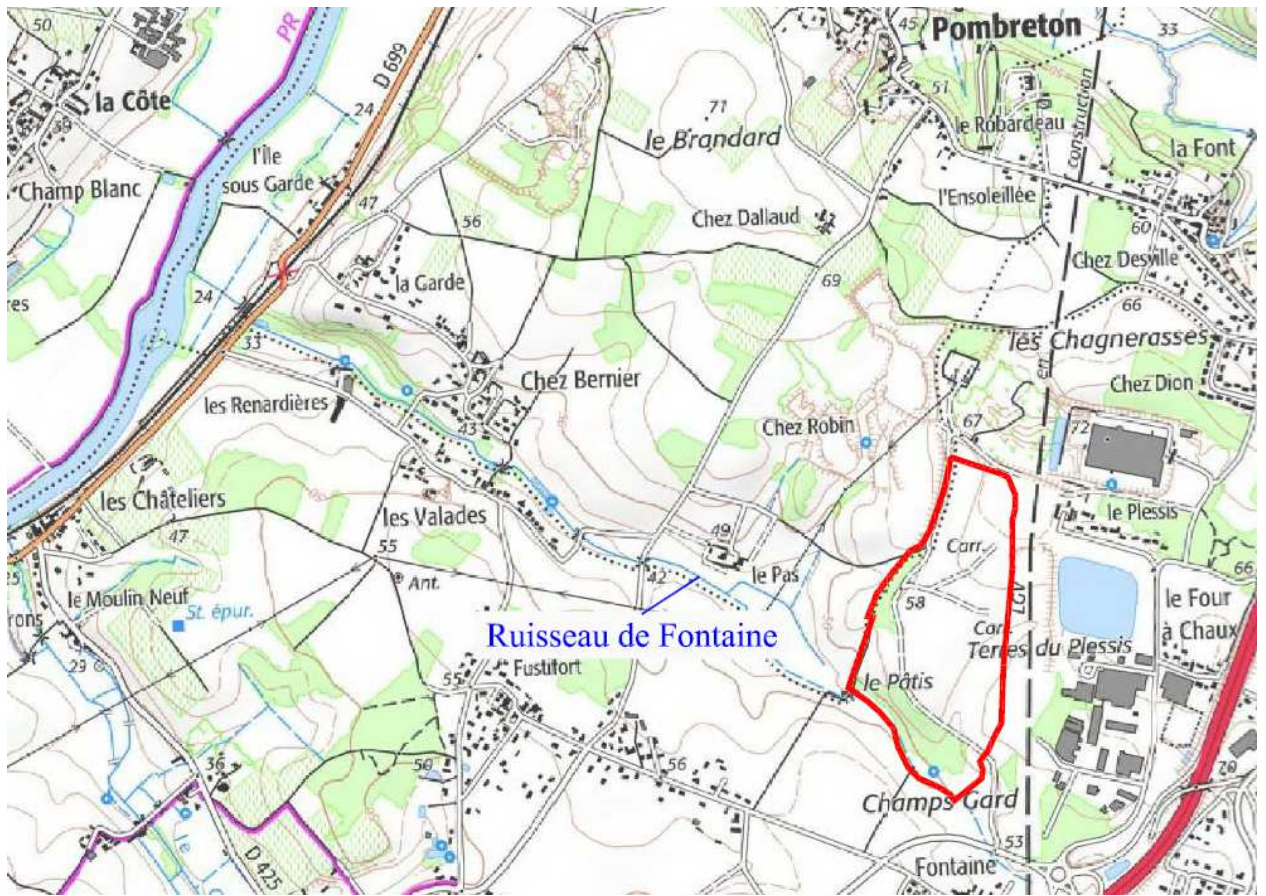 50
PR
D 699
45
Pombreton
33
la Côte
39
24
71
51
construction
le Brandard
le Robardeau
la Font
l'Île
sous Garde
Champ Blanc
47
56
l'Ensoleillée
Chez Dallaud
60
la Garde
Chez Desville
69
24
66
33
les Chagnerasses
en
Chez Bernier
Chez Dion
les Renardières
43
Chez Robin
67
72
les Châteliers
les Valades
49
le Plessis
47
Carr.
55
42
le Pas
66
Ant.
le Moulin Neuf
58
LGV
le Four
à Chaux
St. épur.
Carr.
Terres du Plessis
Ruisseau de Fontaine
29
Fustifort
55
le Pâtis
36
50
56
70
Champs Gard
53
le
D 425
Fontaine